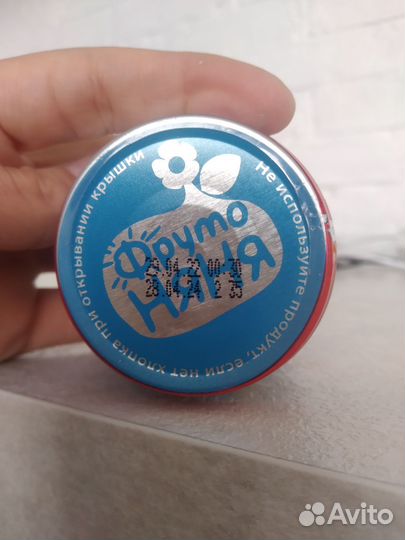 Не используйте продукт, если нет хлопка при открывании крышки
Фруто
НЯНЯ
29.04.22 00:30
28.04.24 2 35
Avito